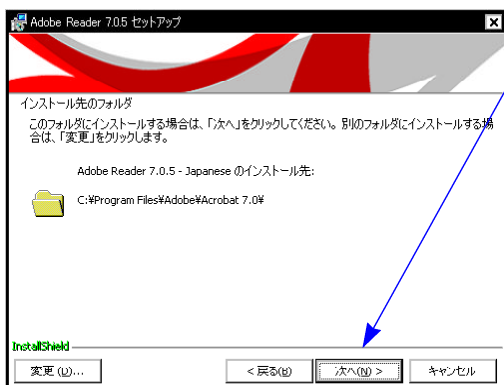 Adobe Reader 7.0.5 セットアップ
インストール先のフォルダ
このフォルダにインストールする場合は、「次へ」をクリックしてください。別のフォルダにインストールする場
合は、「変更」をクリックします。
Adobe Reader 7.0.5 - Japanese のインストール先:
C:¥Program Files¥Adobe¥Acrobat 7.0¥
InstallShield
変更(U)...
< 戻る(B)
次へ(N) >
キャンセル